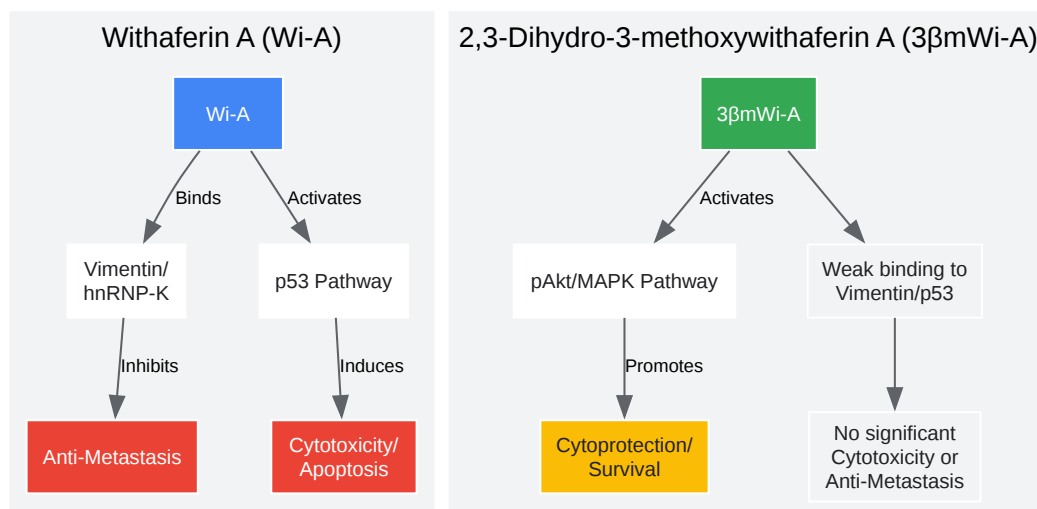 Withaferin A (Wi-A)
Wi-A
Binds
Activates
Vimentin/
hnRNP-K
p53 Pathway
Inhibits
Induces
Anti-Metastasis
Cytotoxicity/
Apoptosis
2,3-Dihydro-3-methoxywithaferin A (3βmWi-A)
3βmWi-A
Activates
pAkt/MAPK Pathway
Weak binding to
Vimentin/p53
Promotes
Cytoprotection/
Survival
No significant
Cytotoxicity or
Anti-Metastasis